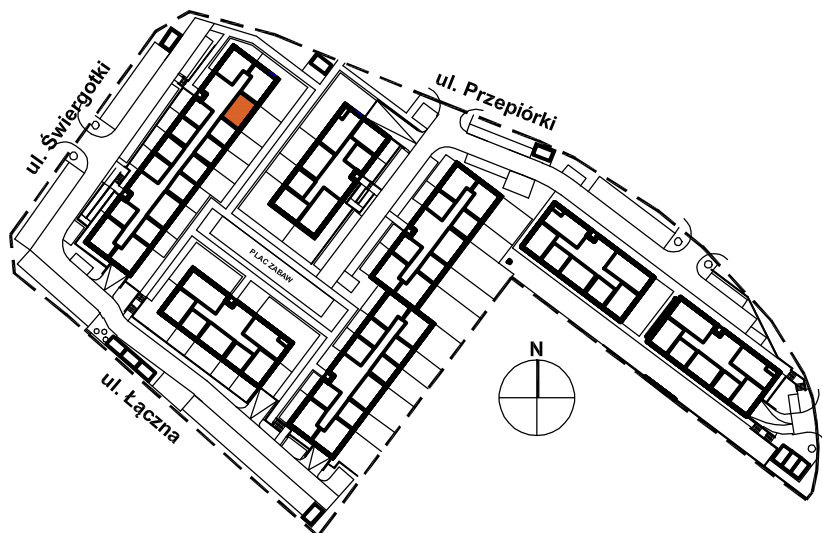 ul. Świergotki
ul. Przepiórki
PLAC ZABAW
N
ul. Łączna